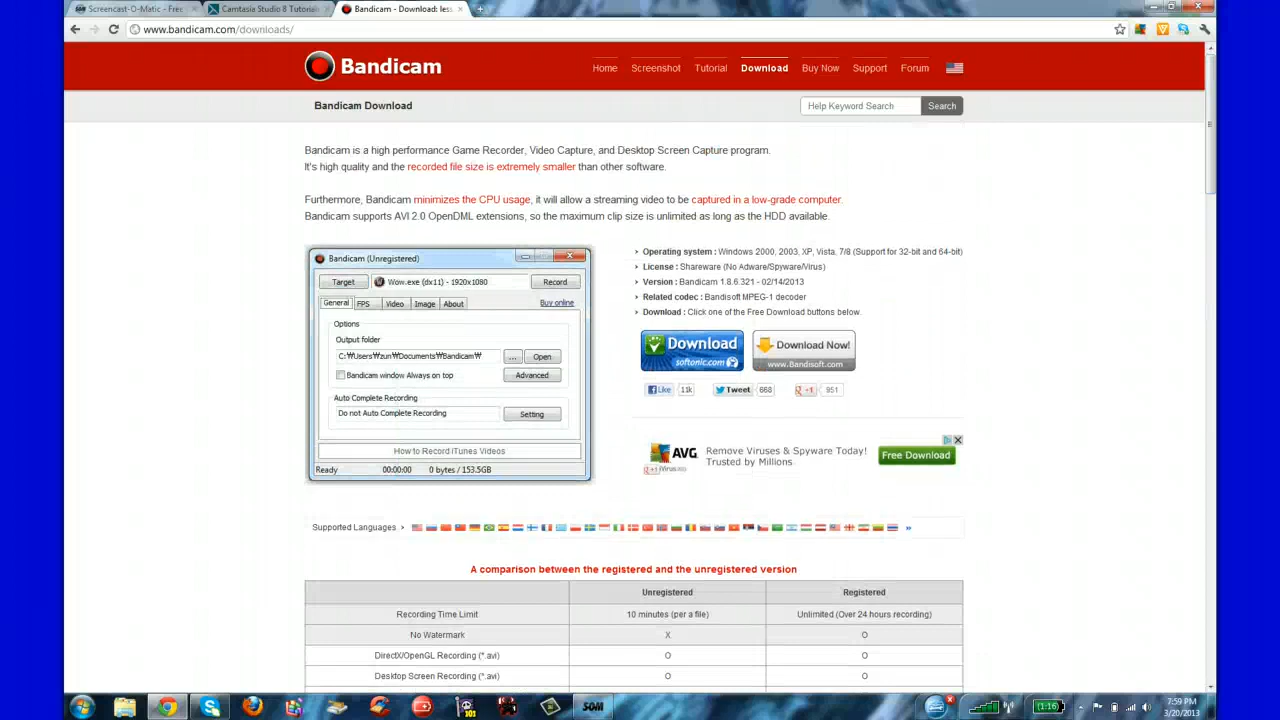 Screencast-O-Matic - Free
Camtasia Studio 8 Tutorials
Bandicam - Download: les
www.bandicam.com/downloads/
Bandicam
Home Screenshot Tutorial Download Buy Now Support Forum
Bandicam Download
Help Keyword Search Search
Bandicam is a high performance Game Recorder, Video Capture, and Desktop Screen Capture program.
It's high quality and the recorded file size is extremely smaller than other software.
Furthermore, Bandicam minimizes the CPU usage, it will allow a streaming video to be captured in a low-grade computer.
Bandicam supports AVI 2.0 OpenDML extensions, so the maximum clip size is unlimited as long as the HDD available.
Bandicam (Unregistered)
Target Wow.exe (dx11) - 1920x1080 Record
General FPS Video Image About Buy online
Options
Output folder
C:₩Users₩zun₩Documents₩Bandicam₩ ... Open
Bandicam window Always on top Advanced
Auto Complete Recording
Do not Auto Complete Recording Setting
How to Record iTunes Videos
Ready 00:00:00 0 bytes / 153.5GB
Operating system : Windows 2000, 2003, XP, Vista, 7/8 (Support for 32-bit and 64-bit)
License : Shareware (No Adware/Spyware/Virus)
Version : Bandicam 1.8.6.321 - 02/14/2013
Related codec : Bandisoft MPEG-1 decoder
Download : Click one of the Free Download buttons below.
Download
softonic.com
Download Now!
www.Bandisoft.com
Like 11k Tweet 668 +1 951
AVG
+1
Remove Viruses & Spyware Today!
Trusted by Millions
Free Download
Supported Languages »
A comparison between the registered and the unregistered version
Unregistered Registered
Recording Time Limit 10 minutes (per a file) Unlimited (Over 24 hours recording)
No Watermark X O
DirectX/OpenGL Recording (*.avi) O O
Desktop Screen Recording (*.avi) O O
101
SOM
(1:16)
7:59 PM
3/20/2013